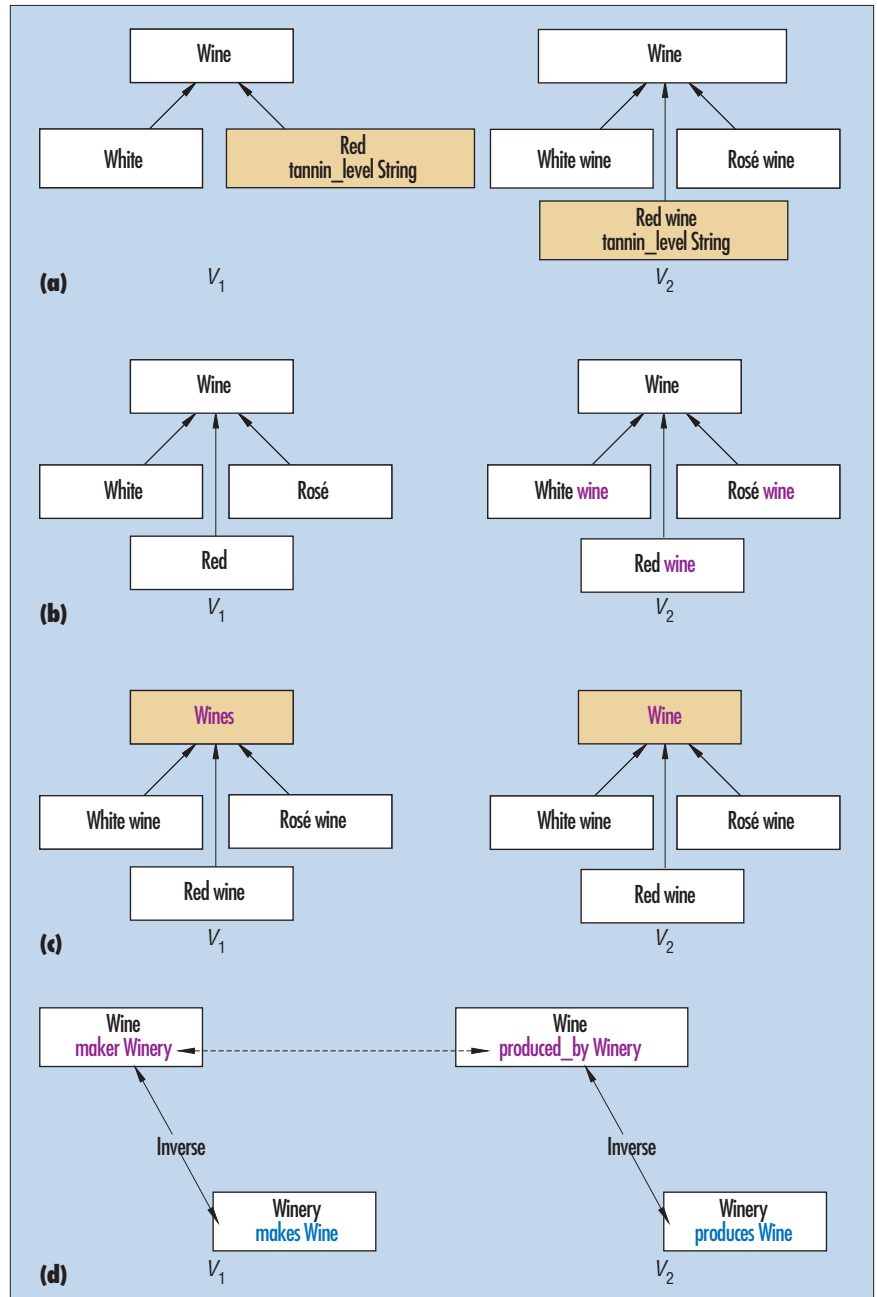 Wine
Wine
White
Red
tannin_level String
White wine
Rosé wine
Red wine
tannin_level String
(a)
V1
V2
Wine
Wine
White
Rosé
White wine
Rosé wine
Red
Red wine
(b)
V1
V2
Wines
Wine
White wine
Rosé wine
White wine
Rosé wine
Red wine
Red wine
(c)
V1
V2
Wine
maker Winery
Wine
produced_by Winery
Inverse
Inverse
Winery
makes Wine
Winery
produces Wine
(d)
V1
V2